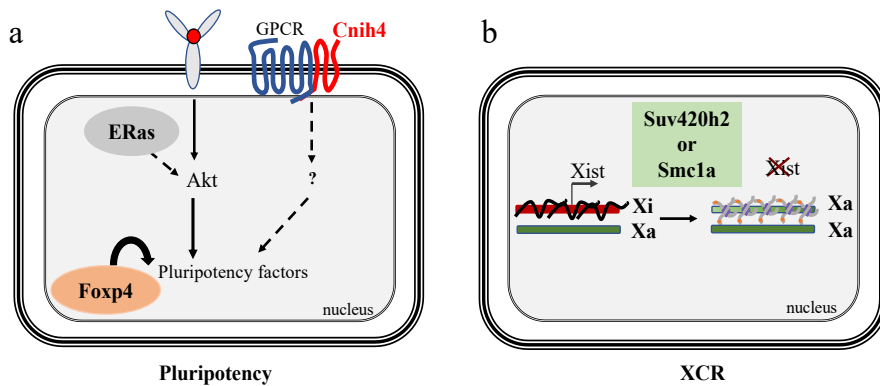 a
GPCR
Cnih4
ERas
Akt
?
Foxp4
Pluripotency factors
nucleus
Pluripotency
b
Suv420h2
or
Smc1a
Xist
Xist
Xi
Xa
Xa
Xa
nucleus
XCR